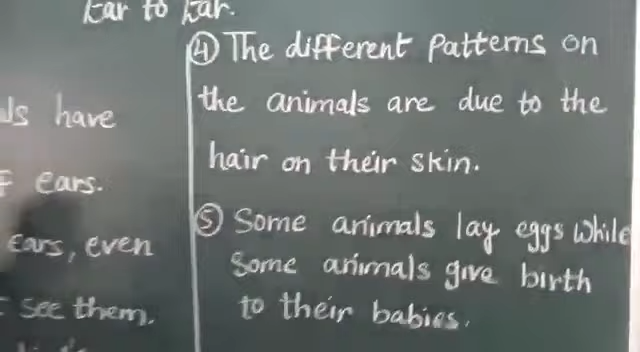 Ear to Ear.
have
ears.
ears, even
see them.
④ The different Patterns on
the animals are due to the
hair on their skin.
⑤ Some animals lay eggs while
some animals give birth
to their babies.